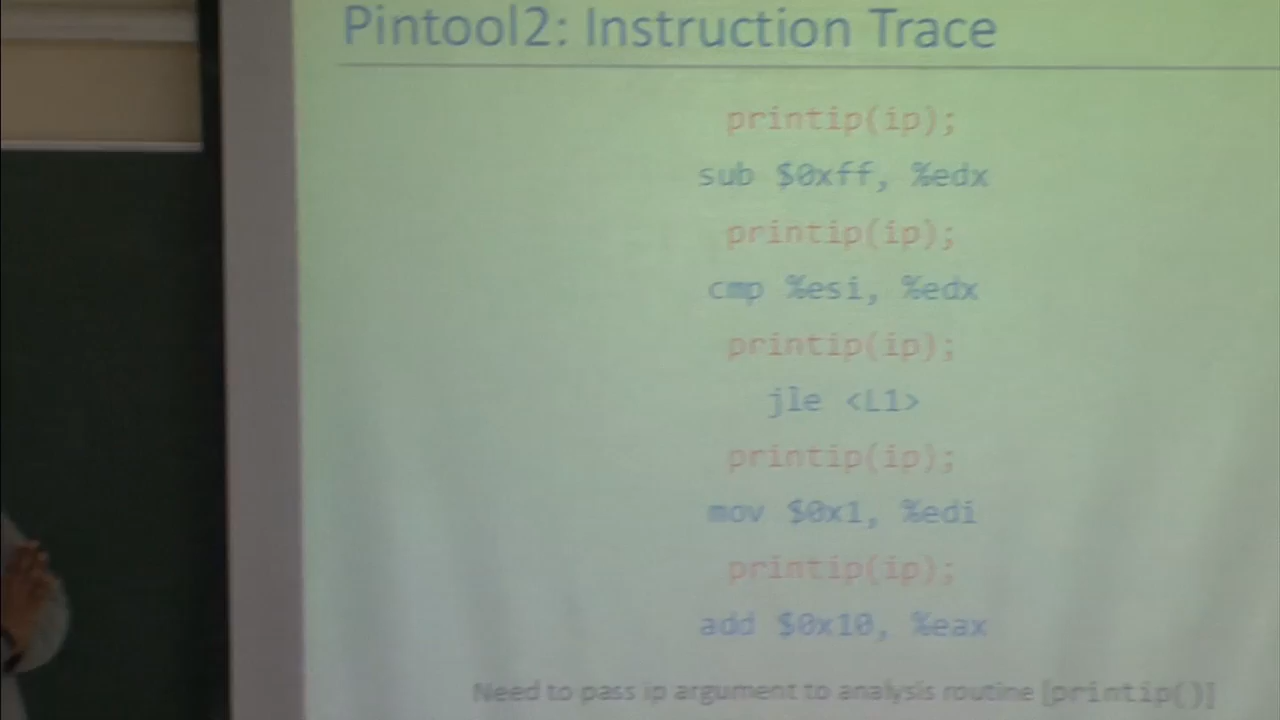 Pintool2: Instruction Trace
printip(ip);
sub $0xff, %edx
printip(ip);
cmp %esi, %edx
printip(ip);
jle <L1>
printip(ip);
mov $0x1, %edi
printip(ip);
add $0x10, %eax
Need to pass ip argument to analysis routine [printip()]